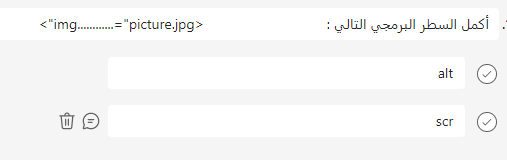 أكمل السطر البرمجي التالي : <img............="picture.jpg">
alt
scr